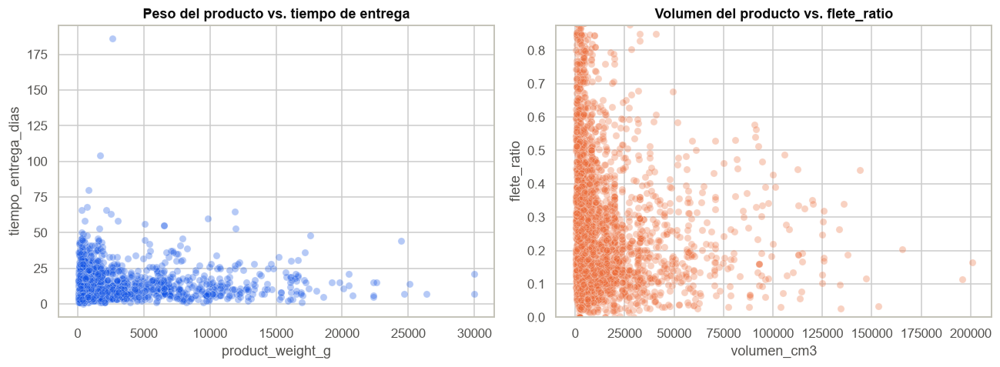 Peso del producto vs. tiempo de entrega
175
150
125
100
75
50
25
0
tiempo_entrega_dias
0 5000 10000 15000 20000 25000 30000
product_weight_g
Volumen del producto vs. flete_ratio
0.8
0.7
0.6
0.5
0.4
0.3
0.2
0.1
0.0
flete_ratio
0 25000 50000 75000 100000 125000 150000 175000 200000
volumen_cm3